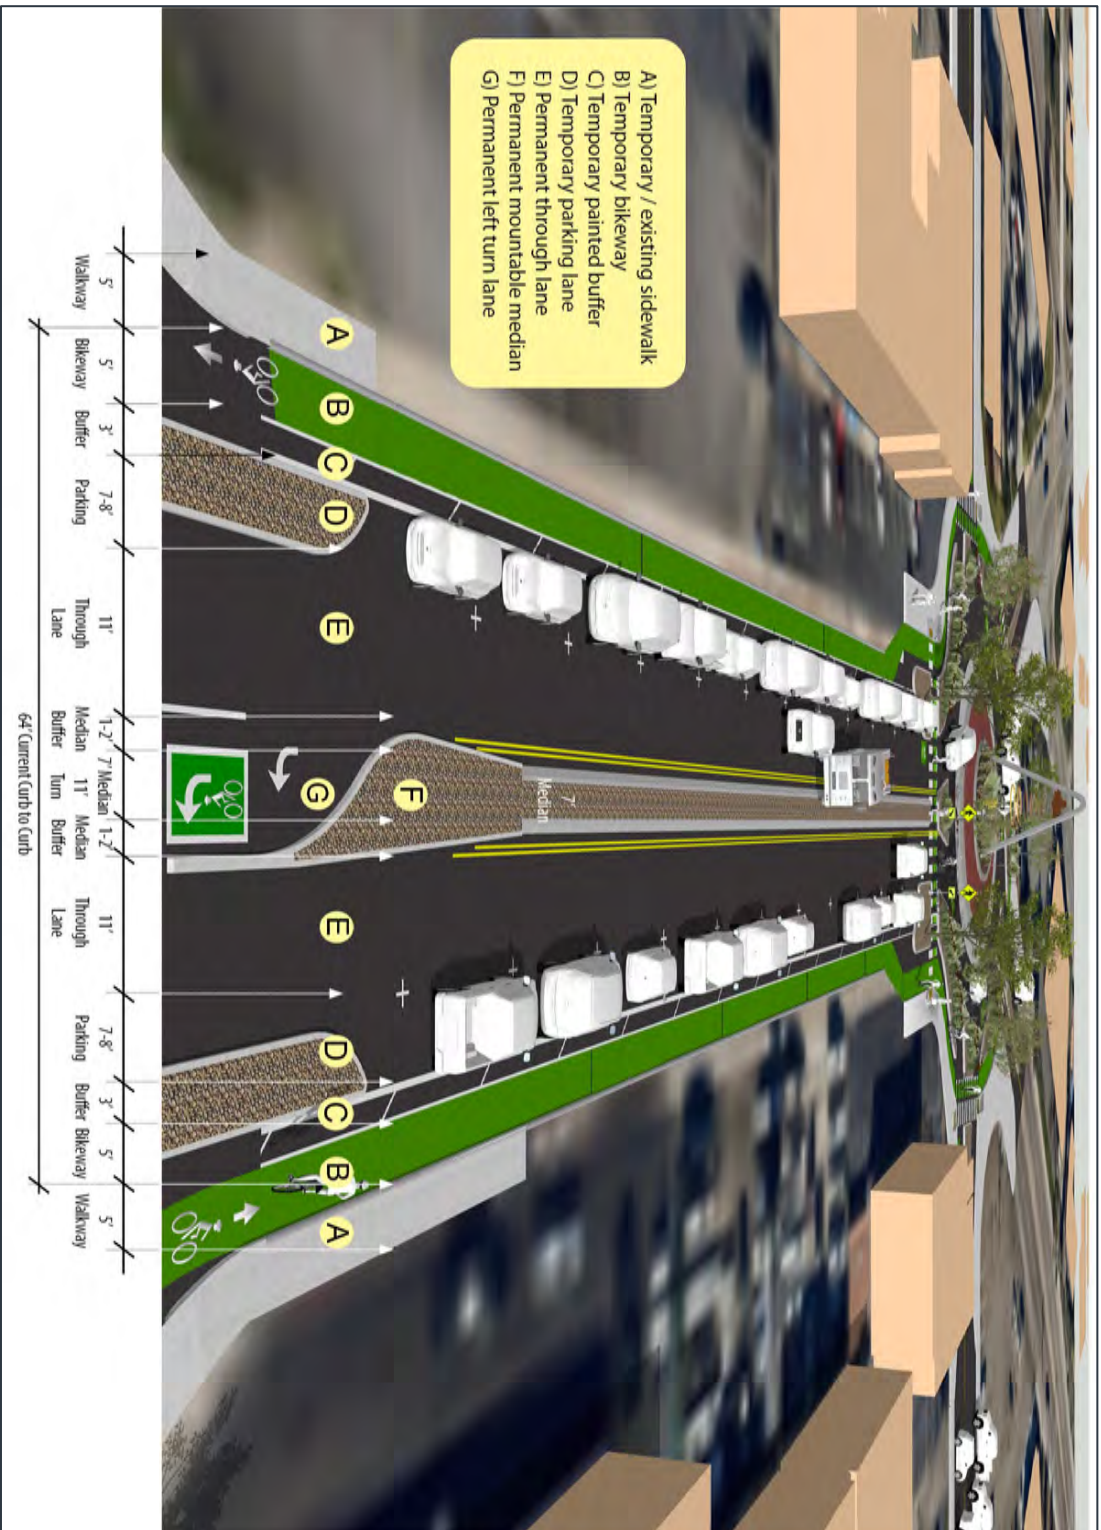 A) Temporary / existing sidewalk
B) Temporary bikeway
C) Temporary painted buffer
D) Temporary parking lane
E) Permanent through lane
F) Permanent mountable median
G) Permanent left turn lane
A
B
C
D
E
F
G
E
D
C
B
A
7'
Median
5'
Walkway
5'
Bikeway
3'
Buffer
7-8'
Parking
11'
Through
Lane
1-2'
Median
Buffer
7' Median
11'
Turn
1-2'
Median
Buffer
11'
Through
Lane
7-8'
Parking
3'
Buffer
5'
Bikeway
5'
Walkway
64' Current Curb to Curb